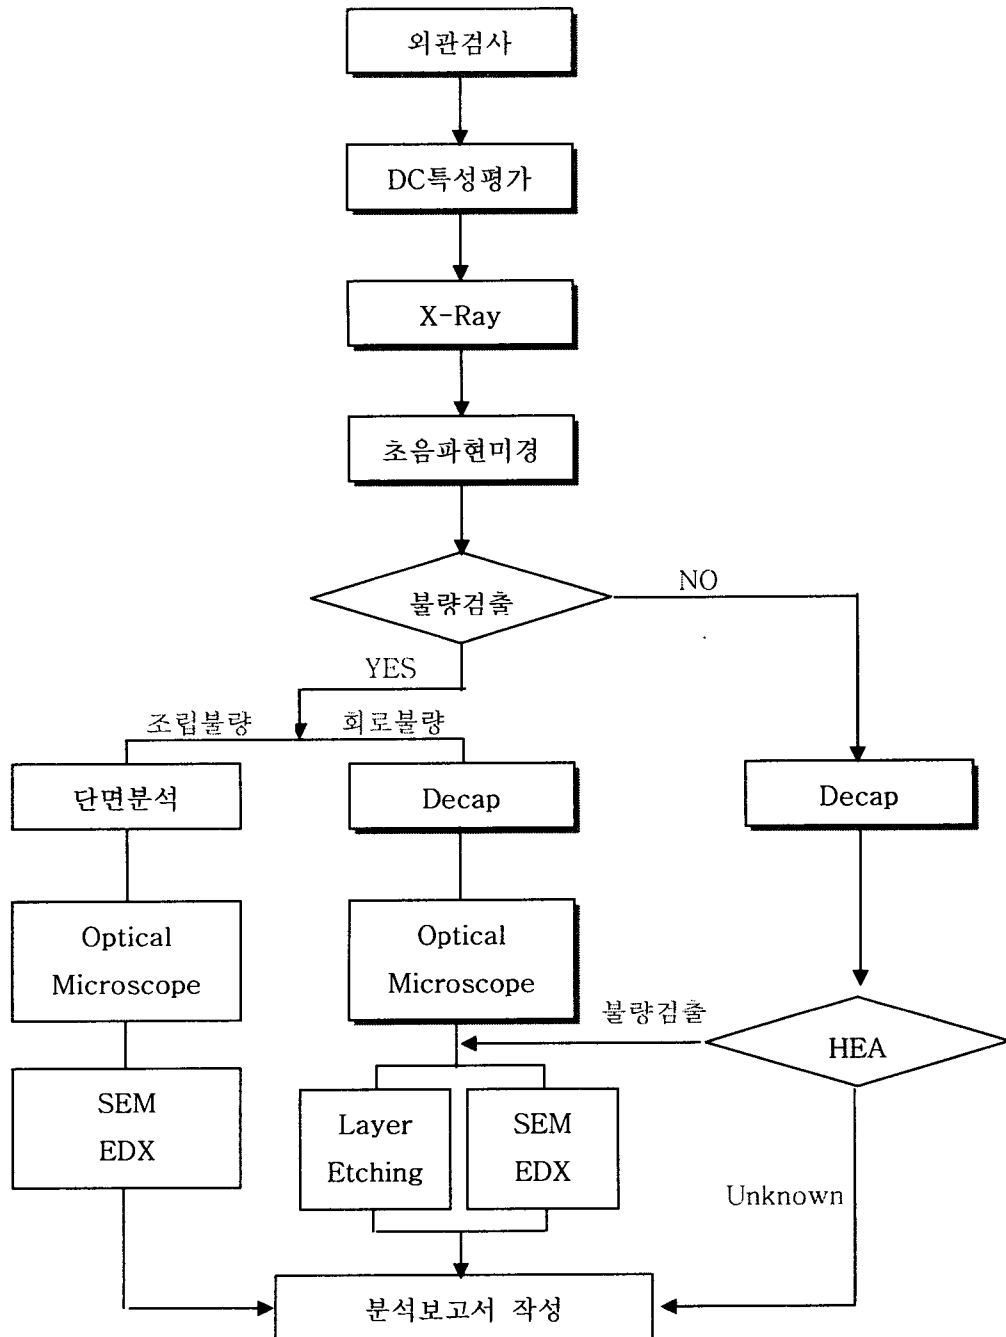 외관검사
DC특성평가
X-Ray
초음파현미경
불량검출
NO
YES
조립불량
회로불량
단면분석
Decap
Decap
Optical
Microscope
Optical
Microscope
불량검출
HEA
SEM
EDX
Layer
Etching
SEM
EDX
Unknown
분석보고서 작성